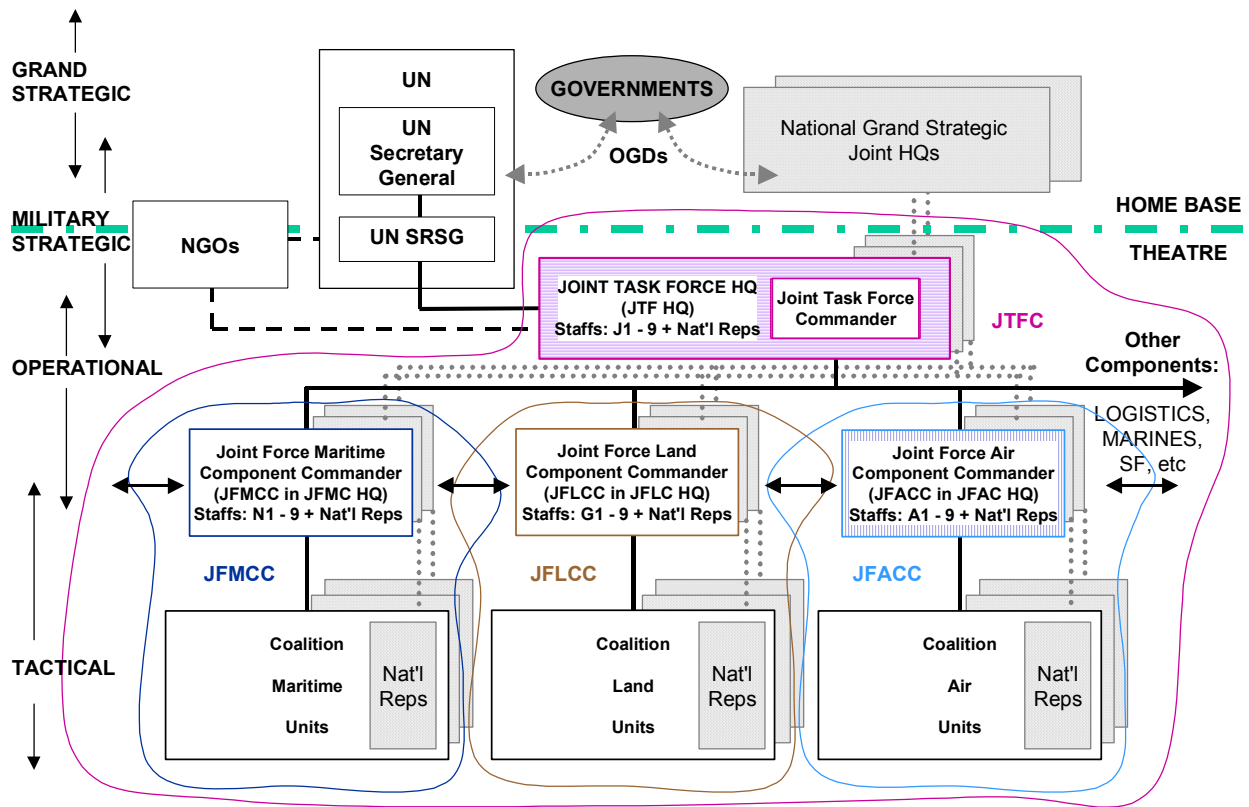 GRAND
STRATEGIC
MILITARY
STRATEGIC
OPERATIONAL
TACTICAL
UN
UN
Secretary
General
UN SRSG
NGOs
GOVERNMENTS
OGDs
National Grand Strategic
Joint HQs
HOME BASE
THEATRE
JOINT TASK FORCE HQ
(JTF HQ)
Staffs: J1 - 9 + Nat'l Reps
Joint Task Force
Commander
JTFC
Other
Components:
LOGISTICS,
MARINES,
SF, etc
Joint Force Maritime
Component Commander
(JFMCC in JFMC HQ)
Staffs: N1 - 9 + Nat'l Reps
Joint Force Land
Component Commander
(JFLCC in JFLC HQ)
Staffs: G1 - 9 + Nat'l Reps
Joint Force Air
Component Commander
(JFACC in JFAC HQ)
Staffs: A1 - 9 + Nat'l Reps
JFMCC
JFLCC
JFACC
Coalition
Maritime
Units
Nat'l
Reps
Coalition
Land
Units
Nat'l
Reps
Coalition
Air
Units
Nat'l
Reps